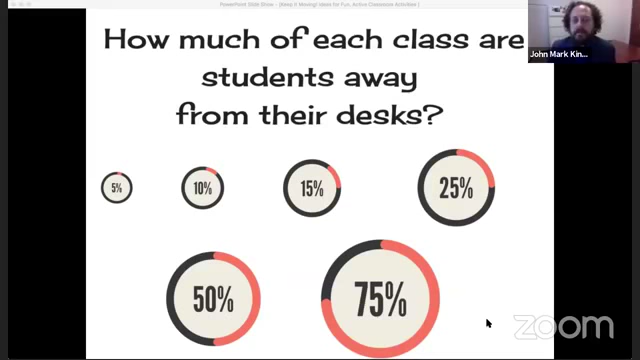 PowerPoint Slide Show - [Keep It Moving! Ideas for Fun, Active Classroom Activities ]
How much of each class are
students away
from their desks?
John Mark Kin...
5%
10%
15%
25%
50%
75%
zoom